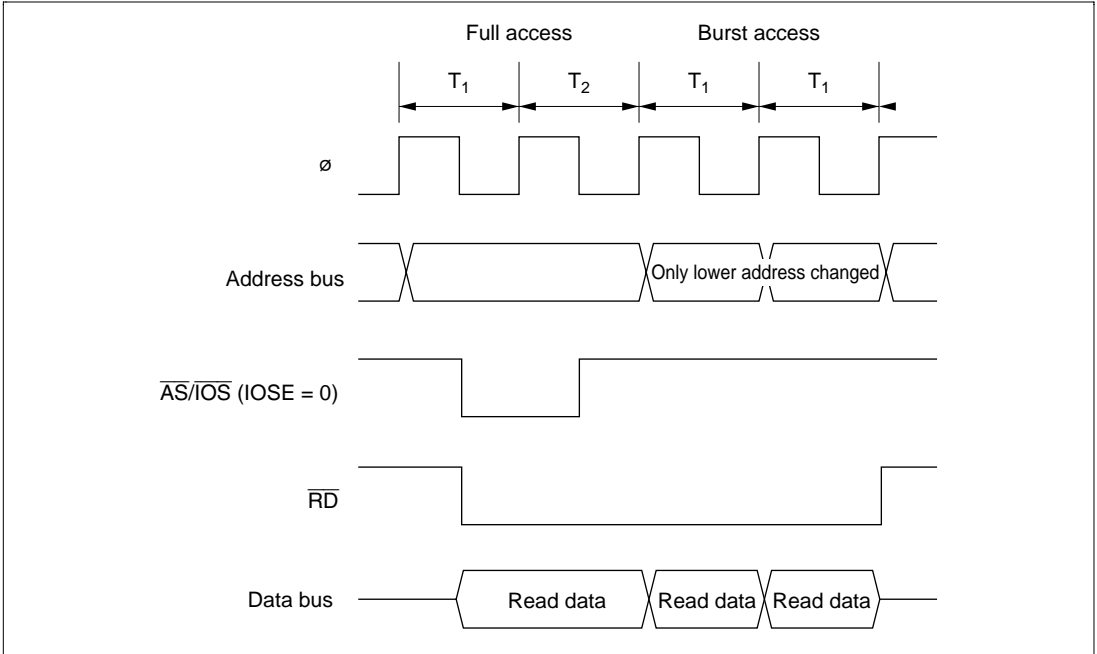 Full access Burst access
T₁ T₂ T₁ T₁
ø
Address bus Only lower address changed
AS/IOS (IOSE = 0)
RD
Data bus Read data Read data Read data